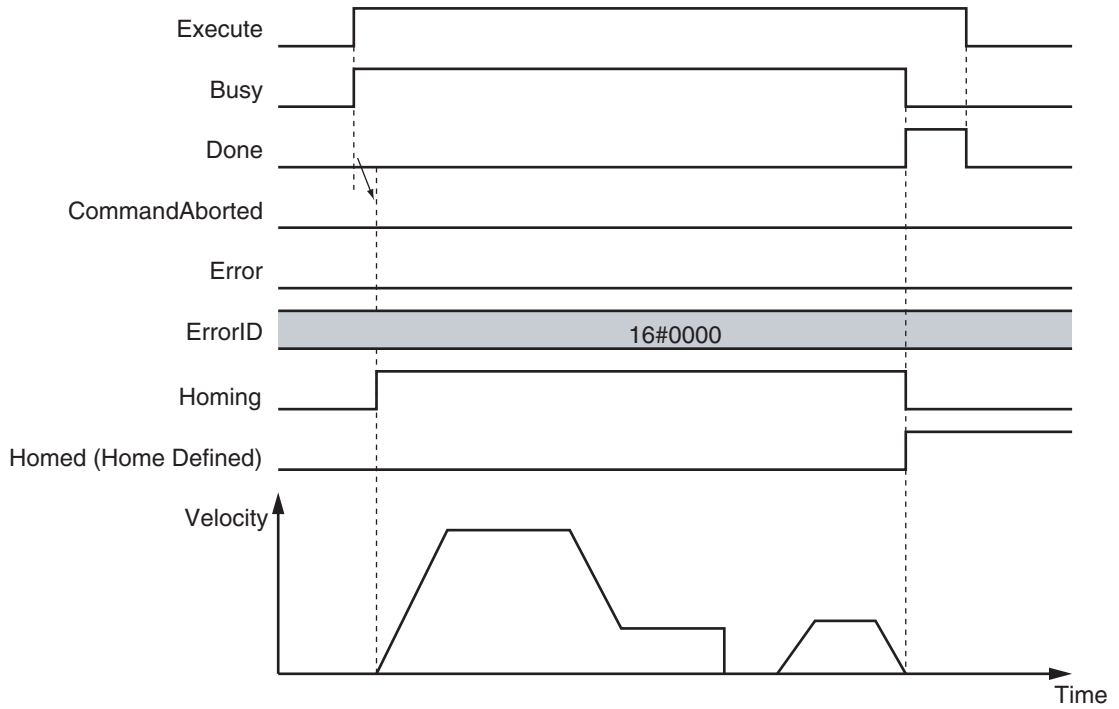 Execute
Busy
Done
CommandAborted
Error
ErrorID
16#0000
Homing
Homed (Home Defined)
Velocity
Time